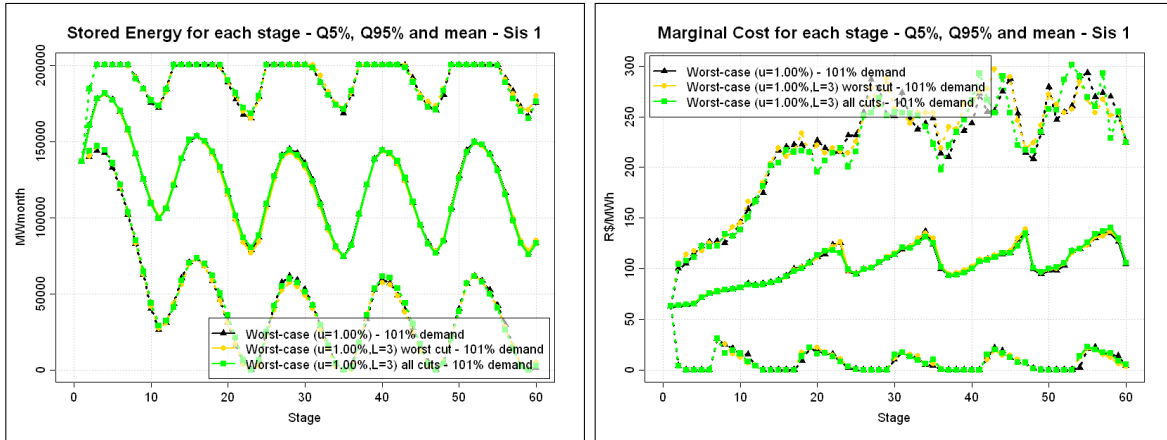 Stored Energy for each stage - Q5%, Q95% and mean - Sis 1
MW/month
200000
150000
100000
50000
0
Worst-case (u=1.00%) - 101% demand
Worst-case (u=1.00%,L=3) worst cut - 101% demand
Worst-case (u=1.00%,L=3) all cuts - 101% demand
0 10 20 30 40 50 60
Stage
Marginal Cost for each stage - Q5%, Q95% and mean - Sis 1
R$/MWh
300
250
200
150
100
50
0
Worst-case (u=1.00%) - 101% demand
Worst-case (u=1.00%,L=3) worst cut - 101% demand
Worst-case (u=1.00%,L=3) all cuts - 101% demand
0 10 20 30 40 50 60
Stage